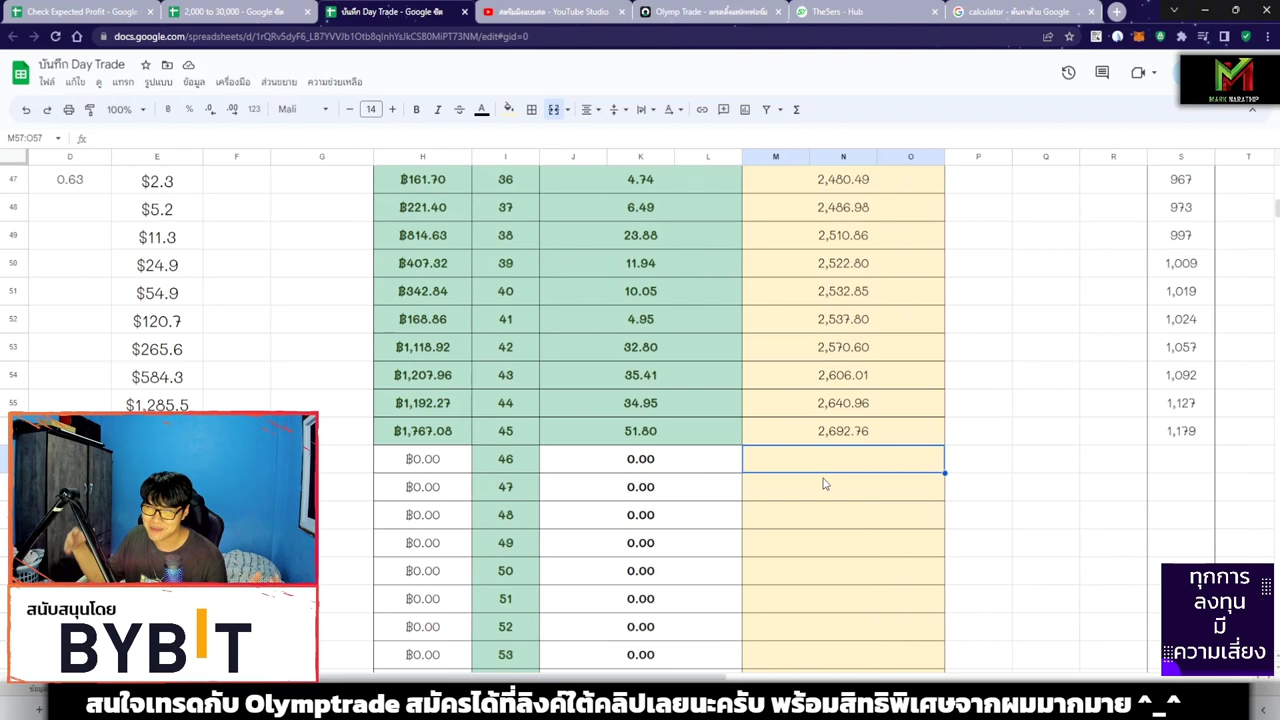 Check Expected Profit - Google ชีต
2,000 to 30,000 - Google ชีต
บันทึก Day Trade - Google ชีต
สตรีมมิงแบบสด - YouTube Studio
The5ers - Hub
docs.google.com/spreadsheets/d/1rQRv5dyF6_L87YVVJb1Otb8qlnhYsJkCSB0MiPT73NM/edit#gid=0
บันทึก Day Trade
ไฟล์ แก้ไข ดู แทรก รูปแบบ ข้อมูล เครื่องมือ ส่วนขยาย ความช่วยเหลือ
MARK NARATHIP
100% ฿ % .0 .00 123 Mali 14 B I S A
M57:O57 fx
D E F G H I J K L M N O P Q R S T
47 0.63 $2.3 ฿161.70 36 4.74 2,480.49 967
48 $5.2 ฿221.40 37 6.49 2,486.98 973
49 $11.3 ฿814.63 38 23.88 2,510.86 997
50 $24.9 ฿407.32 39 11.94 2,522.80 1,009
51 $54.9 ฿342.84 40 10.05 2,532.85 1,019
52 $120.7 ฿168.86 41 4.95 2,537.80 1,024
53 $265.6 ฿1,118.92 42 32.80 2,570.60 1,057
54 $584.3 ฿1,207.96 43 35.41 2,606.01 1,092
55 $1,285.5 ฿1,192.27 44 34.95 2,640.96 1,127
฿1,767.08 45 51.80 2,692.76 1,179
฿0.00 46 0.00
฿0.00 47 0.00
฿0.00 48 0.00
฿0.00 49 0.00
฿0.00 50 0.00
฿0.00 51 0.00
฿0.00 52 0.00
฿0.00 53 0.00
สนับสนุนโดย
BYBIT
ทุกการ
ลงทุน
มี
ความเสี่ยง
สนใจเทรดกับ Olymptrade สมัครได้ที่ลิงค์ใต้คลิปเลยนะครับ พร้อมสิทธิพิเศษจากผมมากมาย ^_^